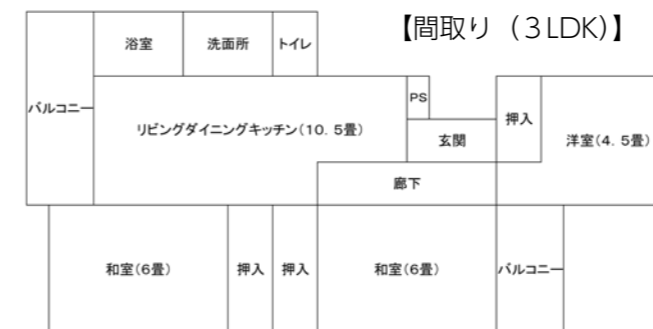 【間取り（３LDK)】
浴室
洗面所
トイレ
バルコニー
リビングダイニングキッチン(10．5畳)
PS
玄関
押入
洋室(4．5畳)
廊下
和室(6畳)
押入
押入
和室(6畳)
バルコニー